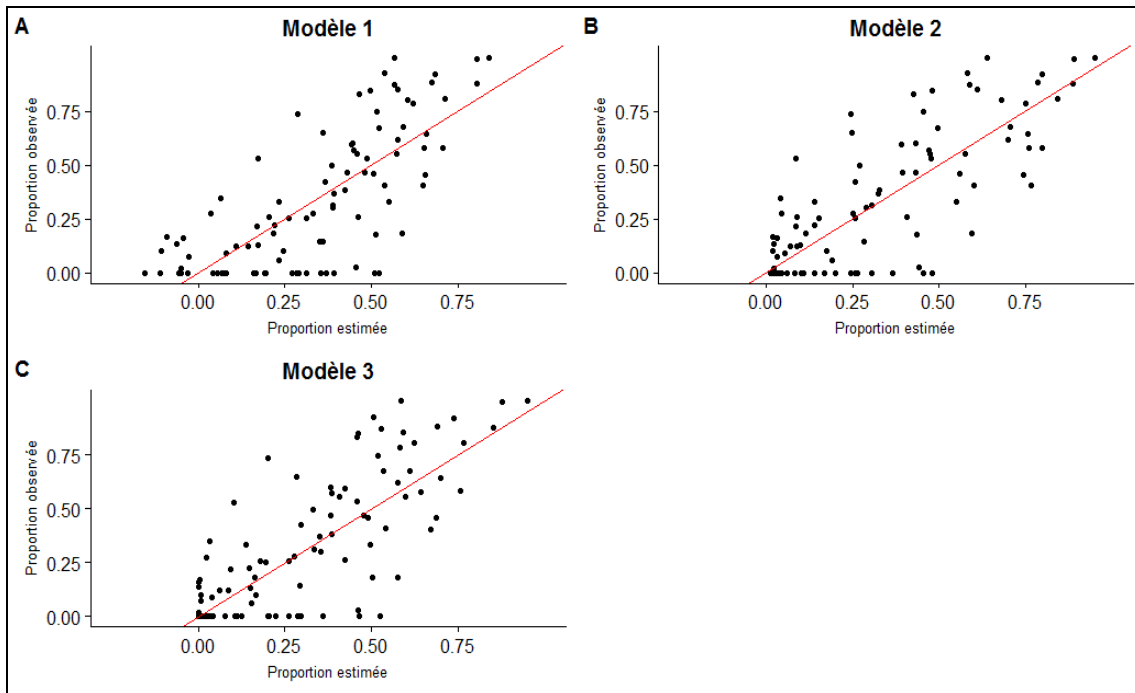 A
Modèle 1
Proportion observée
0.75
0.50
0.25
0.00
0.00 0.25 0.50 0.75
Proportion estimée
B
Modèle 2
Proportion observée
0.75
0.50
0.25
0.00
0.00 0.25 0.50 0.75
Proportion estimée
C
Modèle 3
Proportion observée
0.75
0.50
0.25
0.00
0.00 0.25 0.50 0.75
Proportion estimée